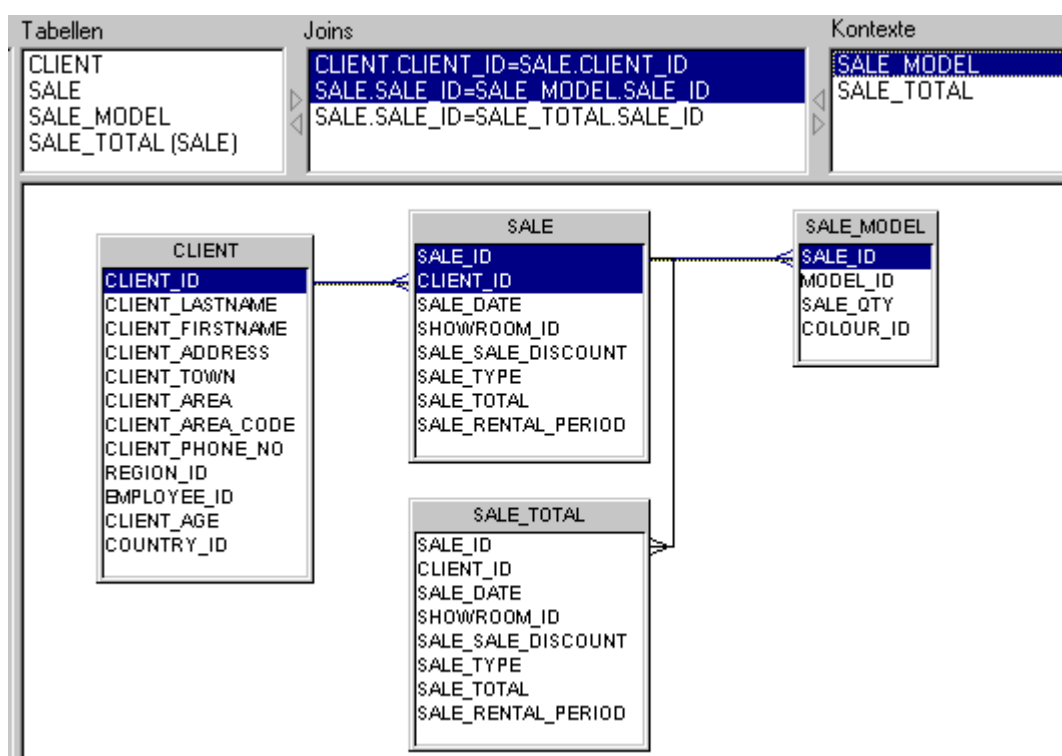 Tabellen
CLIENT
SALE
SALE_MODEL
SALE_TOTAL (SALE)
Joins
CLIENT.CLIENT_ID=SALE.CLIENT_ID
SALE.SALE_ID=SALE_MODEL.SALE_ID
SALE.SALE_ID=SALE_TOTAL.SALE_ID
Kontexte
SALE_MODEL
SALE_TOTAL
CLIENT
CLIENT_ID
CLIENT_LASTNAME
CLIENT_FIRSTNAME
CLIENT_ADDRESS
CLIENT_TOWN
CLIENT_AREA
CLIENT_AREA_CODE
CLIENT_PHONE_NO
REGION_ID
EMPLOYEE_ID
CLIENT_AGE
COUNTRY_ID
SALE
SALE_ID
CLIENT_ID
SALE_DATE
SHOWROOM_ID
SALE_SALE_DISCOUNT
SALE_TYPE
SALE_TOTAL
SALE_RENTAL_PERIOD
SALE_MODEL
SALE_ID
MODEL_ID
SALE_QTY
COLOUR_ID
SALE_TOTAL
SALE_ID
CLIENT_ID
SALE_DATE
SHOWROOM_ID
SALE_SALE_DISCOUNT
SALE_TYPE
SALE_TOTAL
SALE_RENTAL_PERIOD